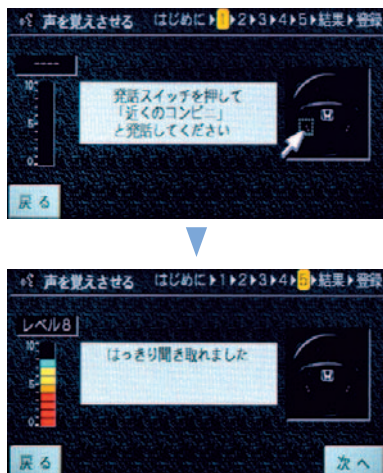 声を覚えさせる はじめに▶1▶2▶3▶4▶5▶結果▶登録
----
10
5
0
発話スイッチを押して
「近くのコンビニ」
と発話してください
戻る
声を覚えさせる はじめに▶1▶2▶3▶4▶5▶結果▶登録
レベル8
10
5
0
はっきり聞き取れました
戻る
次へ